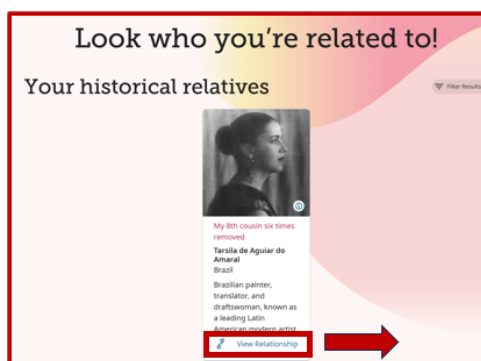 Look who you're related to!
Your historical relatives
Filter Results
My 8th cousin six times
removed
Tarsila de Aguiar do
Amaral
Brazil
Brazilian painter,
translator, and
draftswoman, known as
a leading Latin
American modern artist.
View Relationship